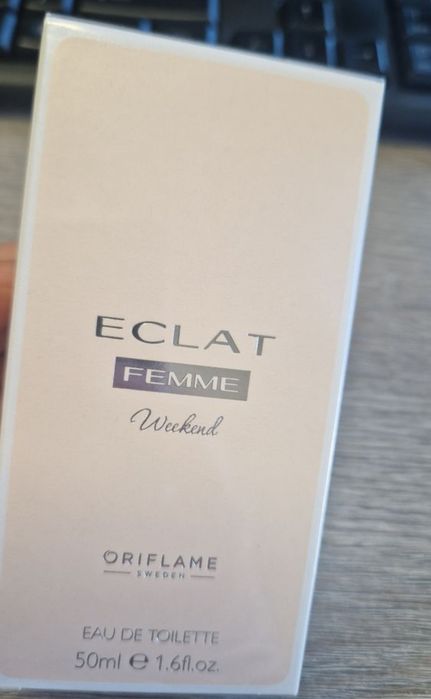 ECLAT
FEMME
Weekend
ORIFLAME
SWEDEN
EAU DE TOILETTE
50ml ℮ 1.6fl.oz.